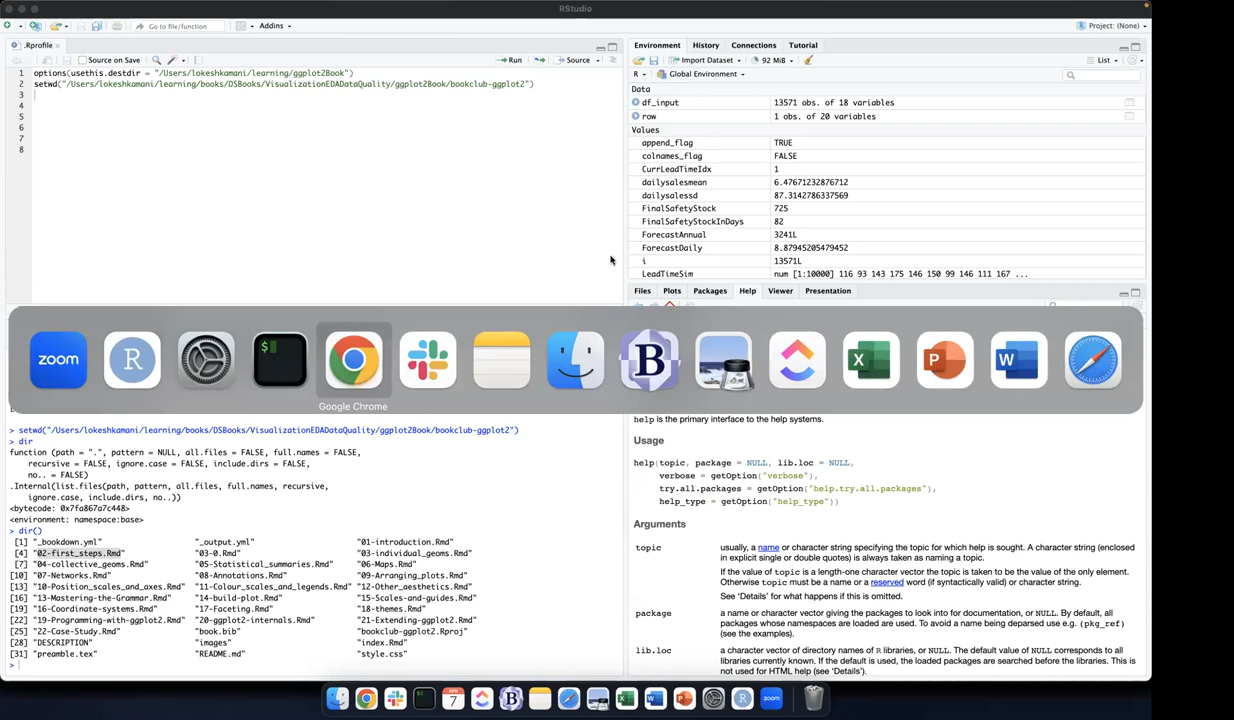 RStudio
Go to file/function
Addins
Project: (None)
.Rprofile
Source on Save
Run
Source
1 options(usethis.destdir = "/Users/lokeshkamani/learning/ggplot2Book")
2 setwd("/Users/lokeshkamani/learning/books/DSBooks/VisualizationEDADataQuality/ggplot2Book/bookclub-ggplot2")
3
4
5
6
7
8
Environment History Connections Tutorial
Import Dataset 92 MiB List
R Global Environment
Data
df_input 13571 obs. of 18 variables
row 1 obs. of 20 variables
Values
append_flag TRUE
colnames_flag FALSE
CurrLeadTimeIdx 1
dailysalesmean 6.47671232876712
dailysalessd 87.3142786337569
FinalSafetyStock 725
FinalSafetyStockInDays 82
ForecastAnnual 3241L
ForecastDaily 8.87945205479452
i 13571L
LeadTimeSim num [1:10000] 116 93 143 175 146 150 99 146 111 167 ...
Files Plots Packages Help Viewer Presentation
zoom
R
$
B
X
P
W
Google Chrome
> setwd("/Users/lokeshkamani/learning/books/DSBooks/VisualizationEDADataQuality/ggplot2Book/bookclub-ggplot2")
> dir
function (path = ".", pattern = NULL, all.files = FALSE, full.names = FALSE,
recursive = FALSE, ignore.case = FALSE, include.dirs = FALSE,
no.. = FALSE)
.Internal(list.files(path, pattern, all.files, full.names, recursive,
ignore.case, include.dirs, no..))
<bytecode: 0x7fa867a7c448>
<environment: namespace:base>
> dir()
[1] "_bookdown.yml" "_output.yml" "01-introduction.Rmd"
[4] "02-first_steps.Rmd" "03-0.Rmd" "03-individual_geoms.Rmd"
[7] "04-collective_geoms.Rmd" "05-Statistical_summaries.Rmd" "06-Maps.Rmd"
[10] "07-Networks.Rmd" "08-Annotations.Rmd" "09-Arranging_plots.Rmd"
[13] "10-Position_scales_and_axes.Rmd" "11-Colour_scales_and_legends.Rmd" "12-Other_aesthetics.Rmd"
[16] "13-Mastering-the-Grammar.Rmd" "14-build-plot.Rmd" "15-Scales-and-guides.Rmd"
[19] "16-Coordinate-systems.Rmd" "17-Faceting.Rmd" "18-themes.Rmd"
[22] "19-Programming-with-ggplot2.Rmd" "20-ggplot2-internals.Rmd" "21-Extending-ggplot2.Rmd"
[25] "22-Case-Study.Rmd" "book.bib" "bookclub-ggplot2.Rproj"
[28] "DESCRIPTION" "images" "index.Rmd"
[31] "preamble.tex" "README.md" "style.css"
>
help is the primary interface to the help systems.
Usage
help(topic, package = NULL, lib.loc = NULL,
verbose = getOption("verbose"),
try.all.packages = getOption("help.try.all.packages"),
help_type = getOption("help_type"))
Arguments
topic usually, a name or character string specifying the topic for which help is sought. A character string (enclosed
in explicit single or double quotes) is always taken as naming a topic.
If the value of topic is a length-one character vector the topic is taken to be the value of the only element.
Otherwise topic must be a name or a reserved word (if syntactically valid) or character string.
See ‘Details’ for what happens if this is omitted.
package a name or character vector giving the packages to look into for documentation, or NULL. By default, all
packages whose namespaces are loaded are used. To avoid a name being deparsed use e.g. (pkg_ref)
(see the examples).
lib.loc a character vector of directory names of R libraries, or NULL. The default value of NULL corresponds to all
libraries currently known. If the default is used, the loaded packages are searched before the libraries. This is
not used for HTML help (see ‘Details’).
APR
7
zoom